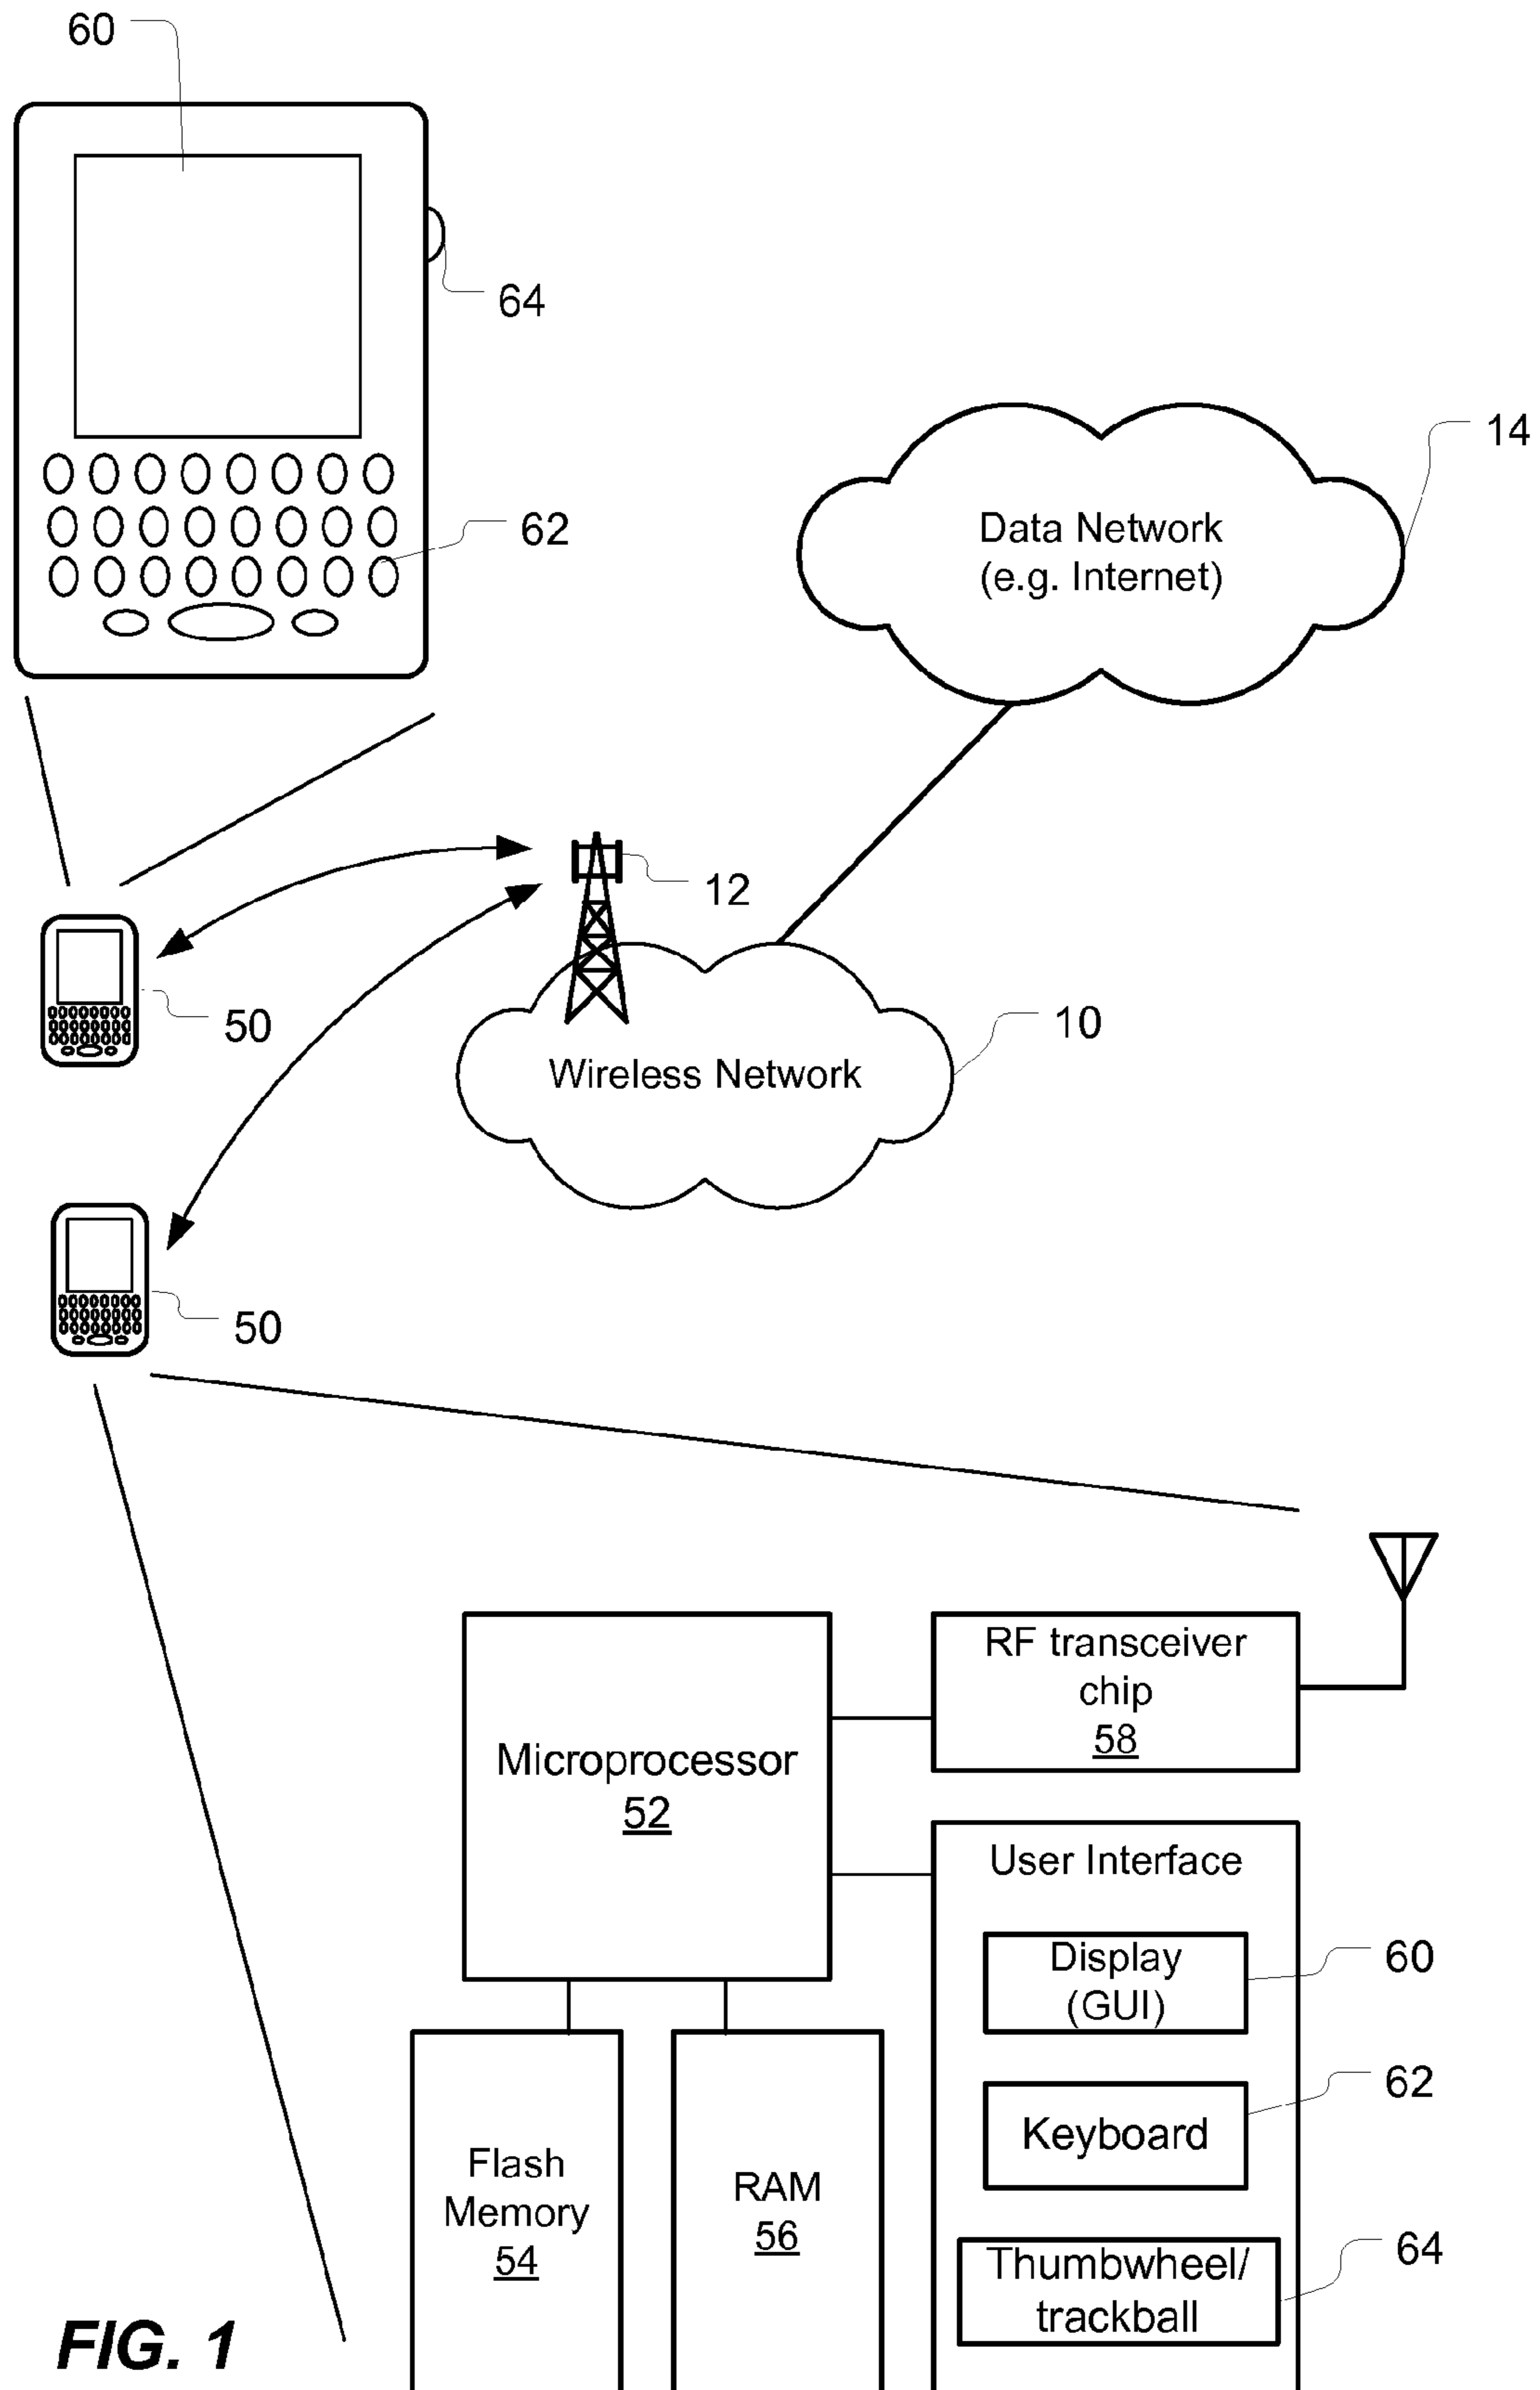 60
64
14
Data Network
(e.g. Internet)
62
12
50
10
Wireless Network
50
RF transceiver
chip
58
Microprocessor
52
User Interface
Display
(GUI)
60
Keyboard
62
Flash
Memory
54
RAM
56
Thumbwheel/
trackball
64
FIG. 1